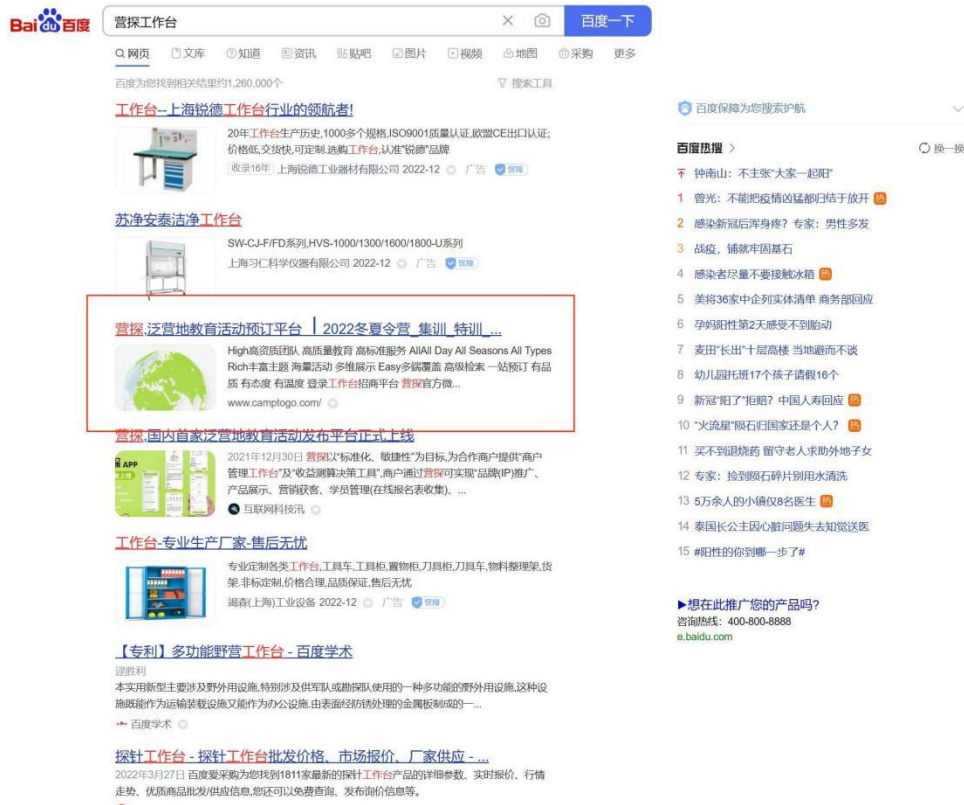 Bai du 百度
营探工作台
百度一下
网页 文库 知道 资讯 贴吧 图片 视频 地图 采购 更多
百度为您找到相关结果约1,260,000个
搜索工具
工作台--上海锐德工作台行业的领航者!
20年工作台生产历史,1000多个规格,ISO9001质量认证,欧盟CE出口认证;
价格低,交货快,可定制.选购工作台,认准"锐德"品牌
收录16年 上海锐德工业器材有限公司 2022-12 广告 保障
苏净安泰洁净工作台
SW-CJ-F/FD系列,HVS-1000/1300/1600/1800-U系列
上海习仁科学仪器有限公司 2022-12 广告 保障
营探,泛营地教育活动预订平台 | 2022冬夏令营_集训_特训_...
High高资质团队 高质量教育 高标准服务 AllAll Day All Seasons All Types
Rich丰富主题 海量活动 多维展示 Easy多端覆盖 高级检索 一站预订 有品
质 有态度 有温度 登录工作台招商平台 营探官方微...
www.camptogo.com/
营探,国内首家泛营地教育活动发布平台正式上线
APP
2021年12月30日 营探以"标准化、敏捷性"为目标,为合作商户提供"商户
管理工作台"及"收益测算决策工具",商户通过营探可实现"品牌(IP)推广、
产品展示、营销获客、学员管理(在线报名表收集)、...
互联网科技讯
工作台-专业生产厂家-售后无忧
专业定制各类工作台,工具车,工具柜,置物柜,刀具柜,刀具车,物料整理架,货
架.非标定制,价格合理,品质保证,售后无忧
(上海)工业设备 2022-12 广告 保障
【专利】多功能野营工作台 - 百度学术
胜利
本实用新型主要涉及野外用设施,特别涉及供军队或勘探队使用的一种多功能的野外用设施,这种设
施既能作为运输装载设施又能作为办公设施.由表面经防锈处理的金属板制成的一...
百度学术
探针工作台 - 探针工作台批发价格、市场报价、厂家供应 - ...
2022年3月27日 百度爱采购为您找到1811家最新的探针工作台产品的详细参数、实时报价、行情
走势、优质商品批发/供应信息,您还可以免费查询、发布询价信息等。
百度保障为您搜索护航
百度热搜 >
换一换
钟南山：不主张"大家一起阳"
1 曾光：不能把疫情凶猛都归结于放开 热
2 感染新冠后浑身疼？专家：男性多发
3 战疫，铺就牢固基石
4 感染者尽量不要接触冰箱 热
5 美将36家中企列实体清单 商务部回应
6 孕妈阳性第2天感受不到胎动
7 麦田"长出"十层高楼 当地避而不谈
8 幼儿园托班17个孩子请假16个
9 新冠"阳了"拒赔？中国人寿回应 热
10 "火流星"陨石归国家还是个人？ 热
11 买不到退烧药 留守老人求助外地子女
12 专家：捡到陨石碎片别用水清洗
13 5万余人的小镇仅8名医生 热
14 泰国长公主因心脏问题失去知觉送医
15 #阳性的你到哪一步了#
▶想在此推广您的产品吗?
咨询热线：400-800-8888
e.baidu.com